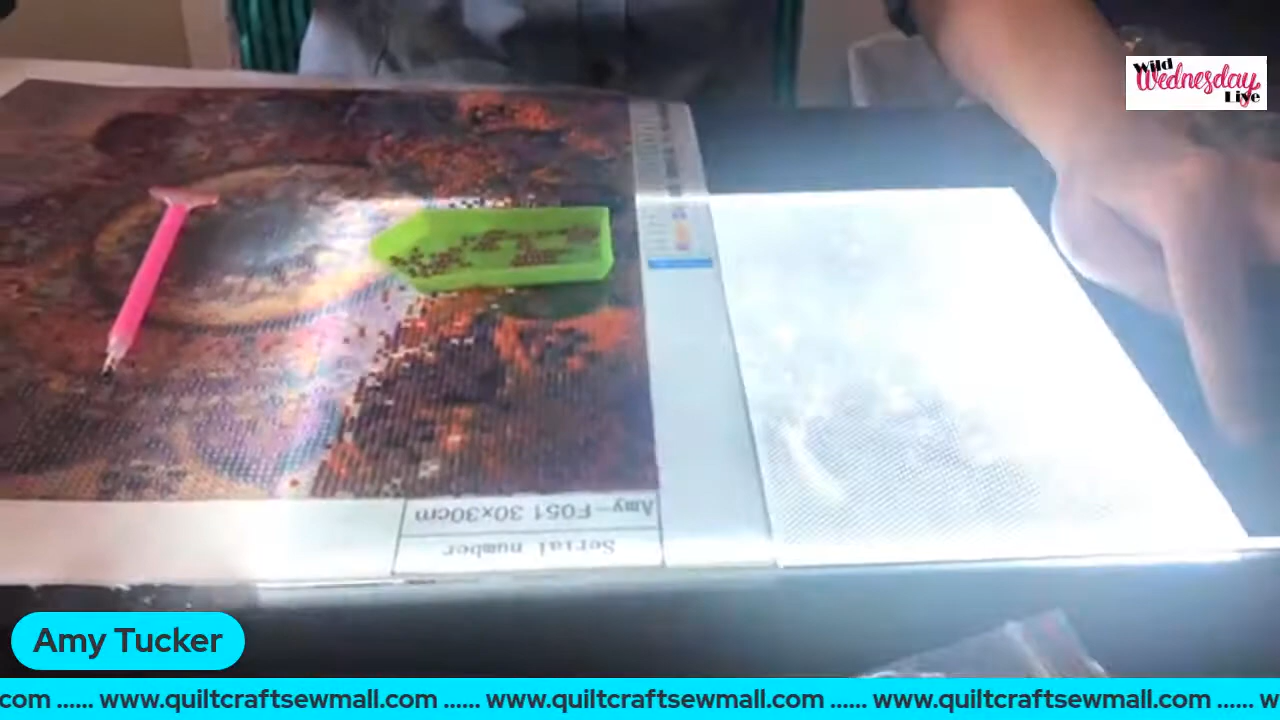 Wild
Wednesday
Live
Amy-F051 30x30cm
Serial number
Amy Tucker
com ...... www.quiltcraftsewmall.com ...... www.quiltcraftsewmall.com ...... www.quiltcraftsewmall.com ...... w